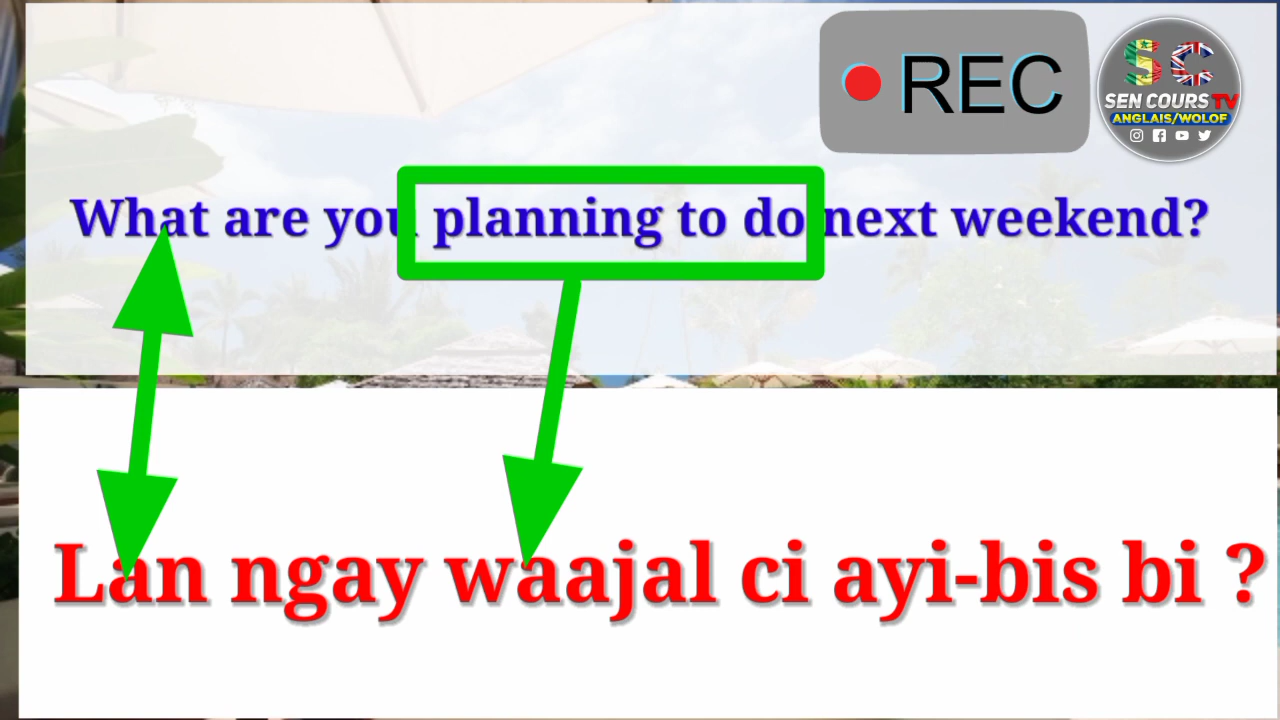 REC
SC
SEN COURS TV
ANGLAIS/WOLOF
What are you planning to do next weekend?
Lan ngay waajal ci ayi-bis bi ?